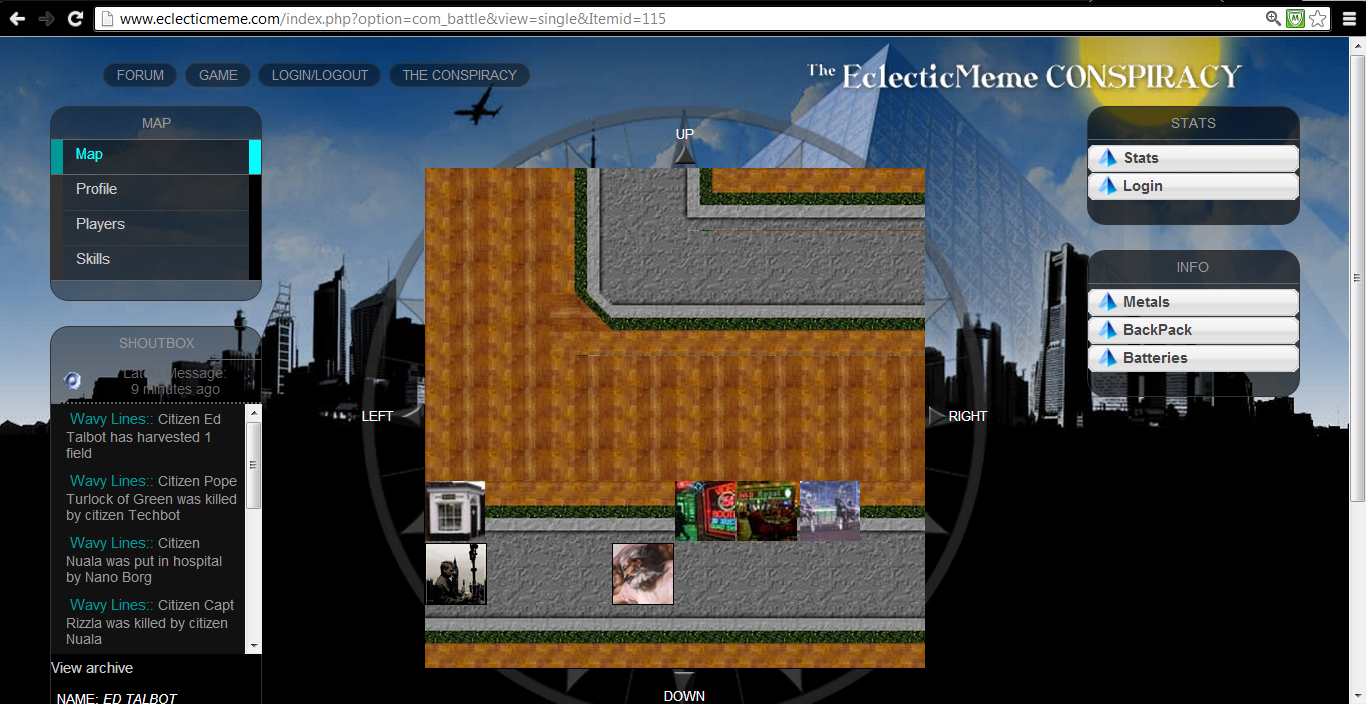 www.eclecticmeme.com/index.php?option=com_battle&view=single&Itemid=115
FORUM
GAME
LOGIN/LOGOUT
THE CONSPIRACY
The EclecticMeme CONSPIRACY
MAP
Map
Profile
Players
Skills
SHOUTBOX
Latest Message:
9 minutes ago
Wavy Lines:: Citizen Ed
Talbot has harvested 1
field
Wavy Lines:: Citizen Pope
Turlock of Green was killed
by citizen Techbot
Wavy Lines:: Citizen
Nuala was put in hospital
by Nano Borg
Wavy Lines:: Citizen Capt
Rizzla was killed by citizen
Nuala
View archive
NAME: ED TALBOT
UP
LEFT
RIGHT
DOWN
STATS
Stats
Login
INFO
Metals
BackPack
Batteries